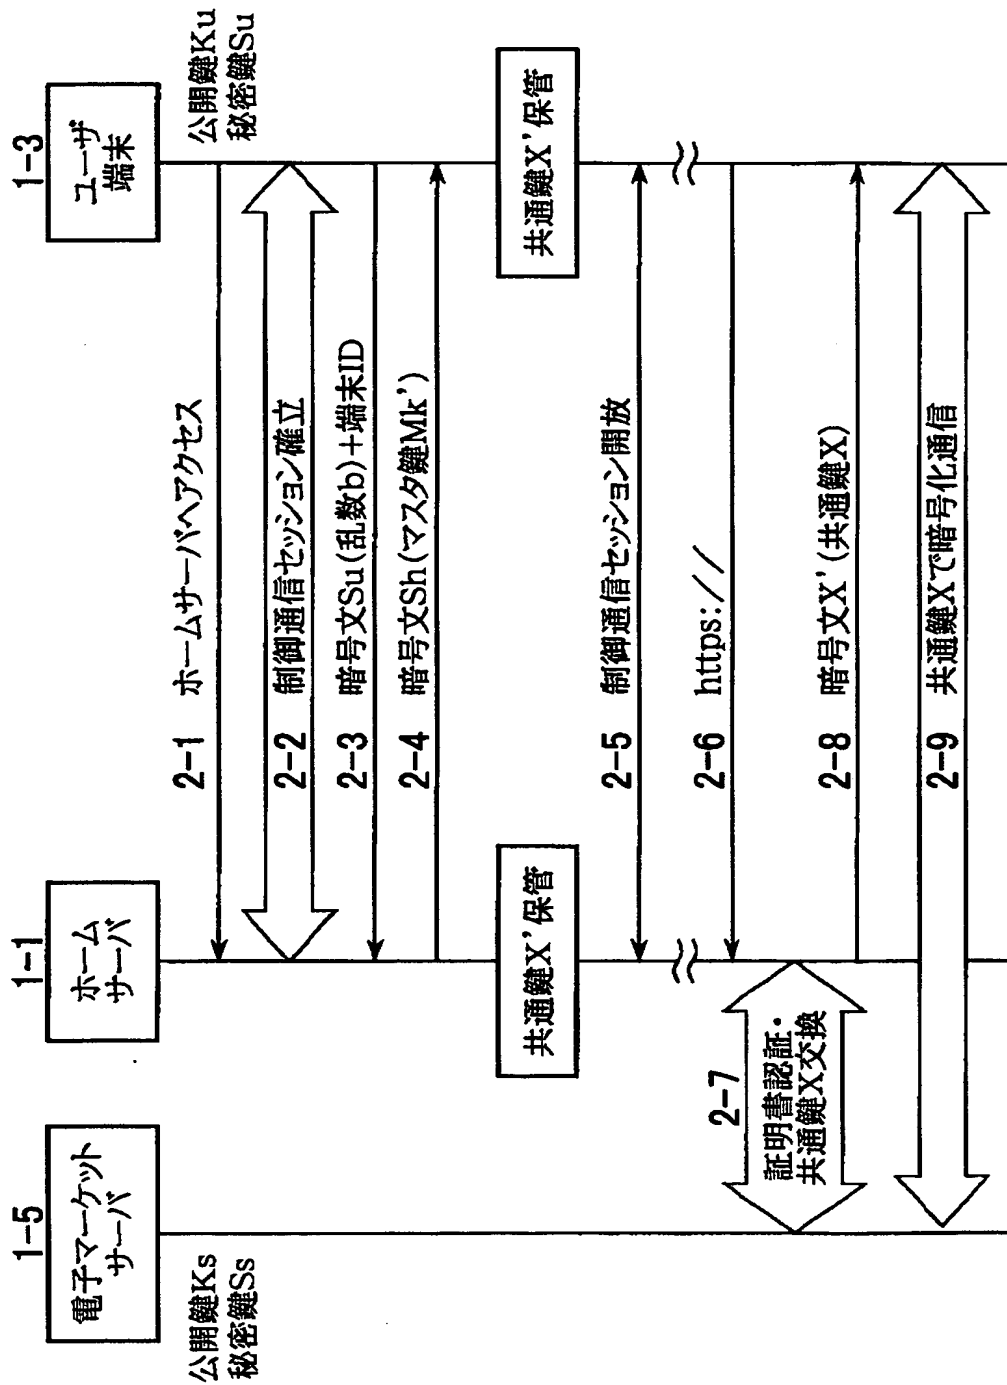 1-5
電子マーケット
サーバ
公開鍵Ks
秘密鍵Ss
1-1
ホーム
サーバ
1-3
ユーザ
端末
公開鍵Ku
秘密鍵Su
2-1 ホームサーバへアクセス
2-2 制御通信セッション確立
2-3 暗号文Su(乱数b)+端末ID
2-4 暗号文Sh(マスタ鍵Mk')
共通鍵X'保管
共通鍵X'保管
2-5 制御通信セッション開放
2-6 https://
2-7
証明書認証・
共通鍵X交換
2-8 暗号文X'(共通鍵X)
2-9 共通鍵Xで暗号化通信